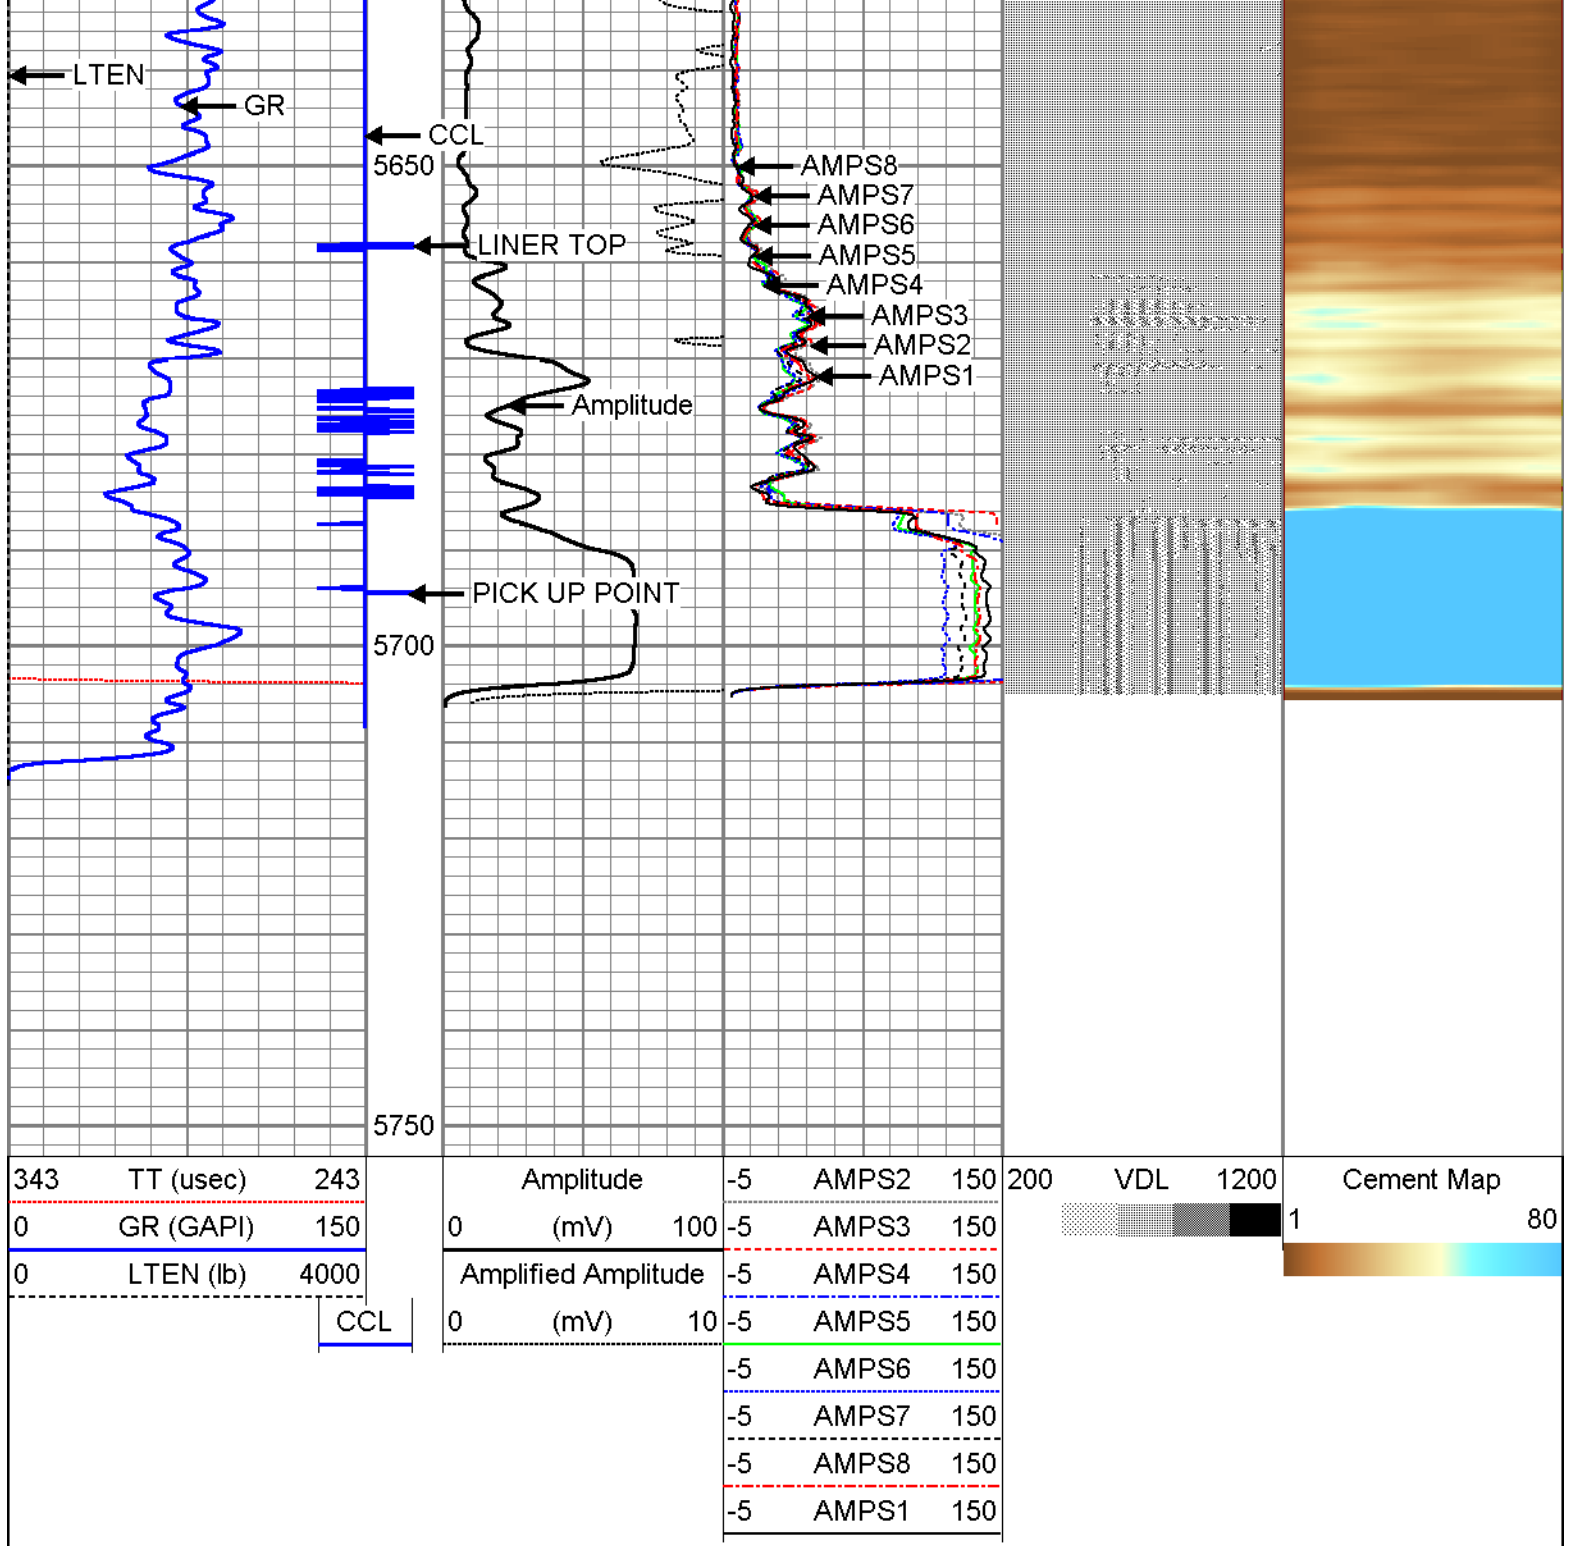 LTEN
GR
CCL
5650
AMPS8
AMPS7
AMPS6
LINER TOP
AMPS5
AMPS4
AMPS3
AMPS2
AMPS1
Amplitude
PICK UP POINT
5700
5750
343 TT (usec) 243
0 GR (GAPI) 150
0 LTEN (lb) 4000
CCL
Amplitude
0 (mV) 100
Amplified Amplitude
0 (mV) 10
-5 AMPS2 150
-5 AMPS3 150
-5 AMPS4 150
-5 AMPS5 150
-5 AMPS6 150
-5 AMPS7 150
-5 AMPS8 150
-5 AMPS1 150
200 VDL 1200
Cement Map
1 80